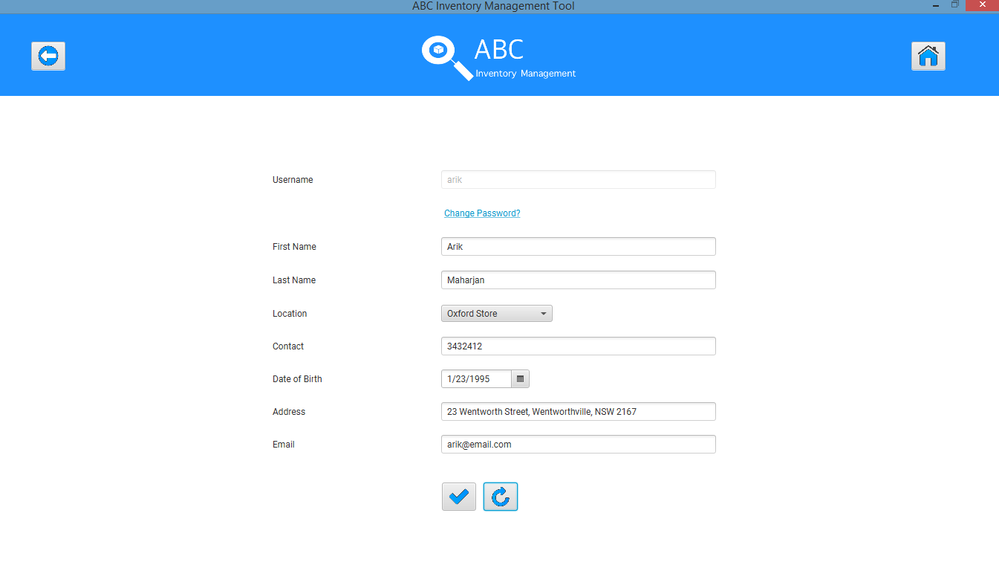 ABC Inventory Management Tool
ABC
Inventory Management
Username arik
Change Password?
First Name Arik
Last Name Maharjan
Location Oxford Store
Contact 3432412
Date of Birth 1/23/1995
Address 23 Wentworth Street, Wentworthville, NSW 2167
Email arik@email.com